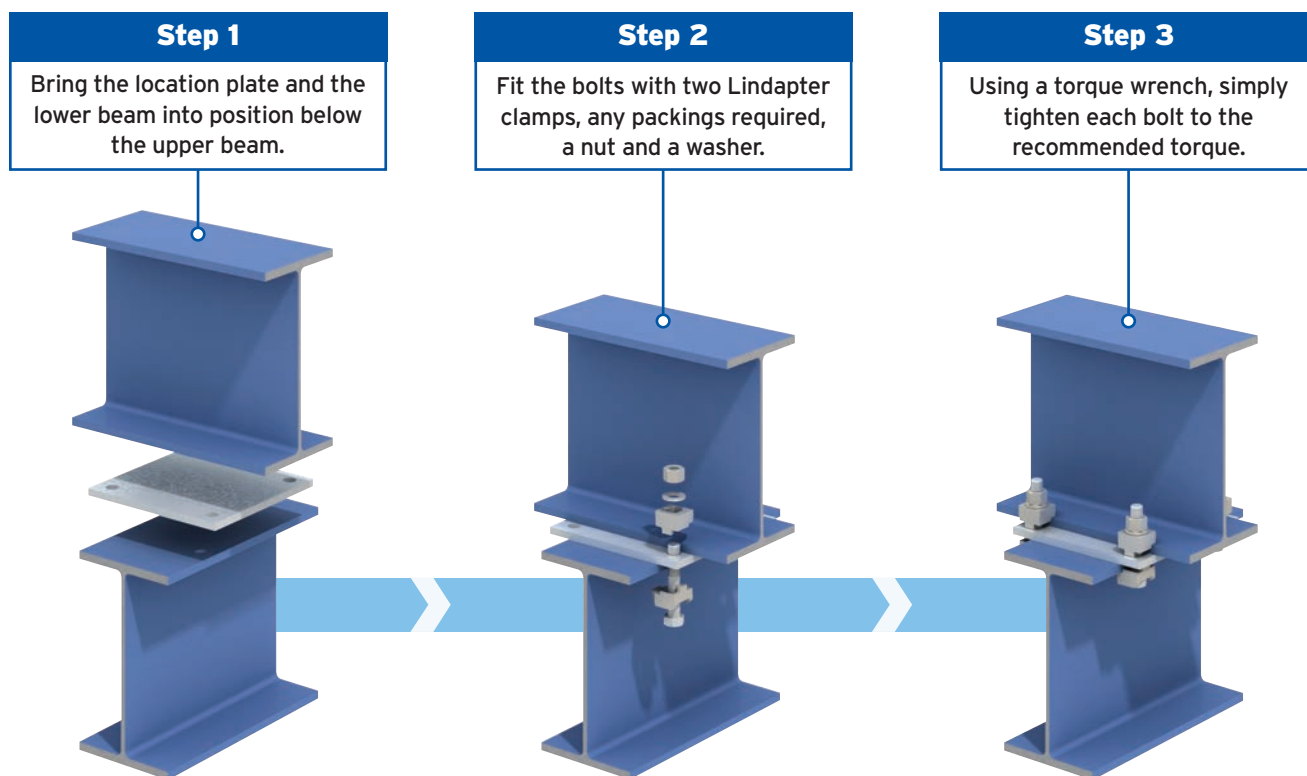 Step 1
Bring the location plate and the
lower beam into position below
the upper beam.
Step 2
Fit the bolts with two Lindapter
clamps, any packings required,
a nut and a washer.
Step 3
Using a torque wrench, simply
tighten each bolt to the
recommended torque.